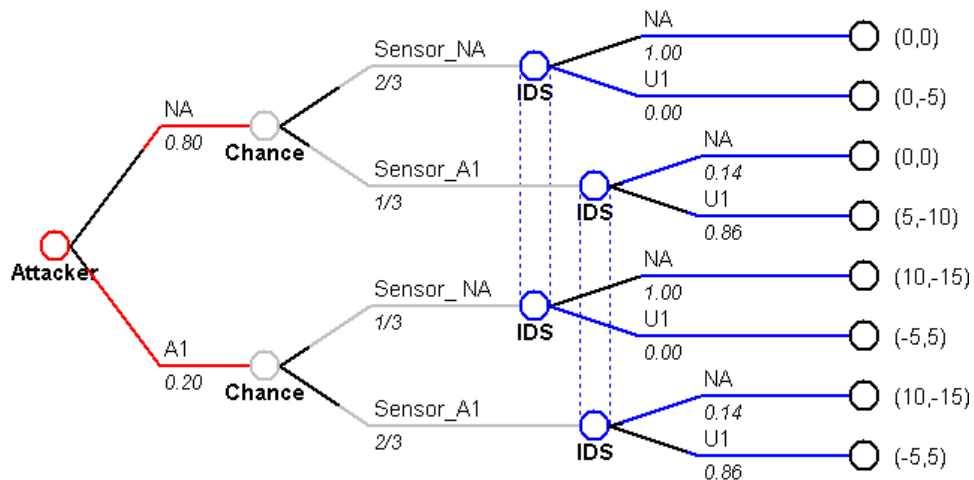 NA
1.00
(0,0)
Sensor_NA
2/3
IDS
U1
0.00
(0,-5)
NA
0.80
Chance
NA
0.14
(0,0)
Sensor_A1
1/3
IDS
U1
0.86
(5,-10)
Attacker
NA
1.00
(10,-15)
Sensor_ NA
1/3
IDS
U1
0.00
(-5,5)
A1
0.20
Chance
NA
0.14
(10,-15)
Sensor_A1
2/3
IDS
U1
0.86
(-5,5)